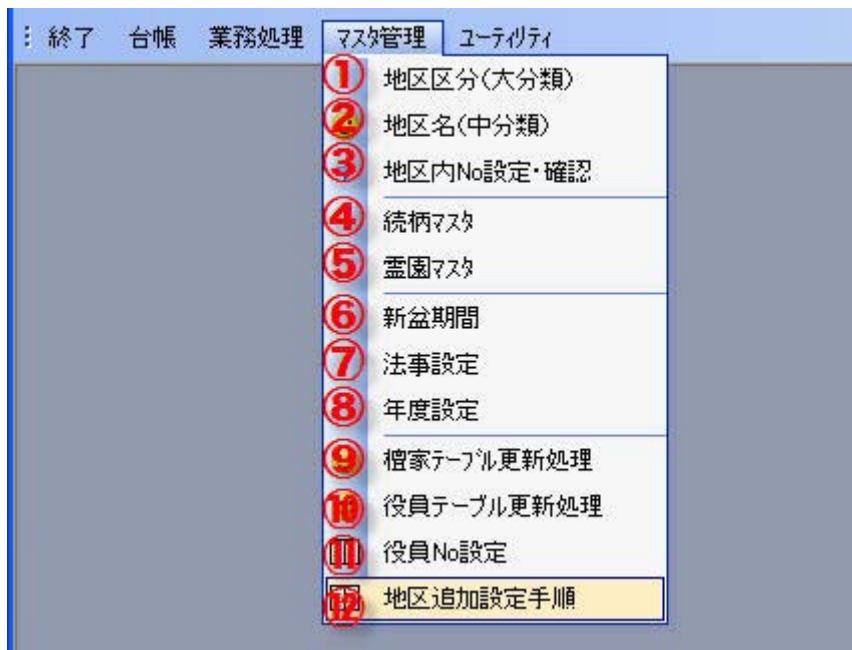 終了 台帳 業務処理 ﾏｽﾀ管理 ﾕｰﾃｨﾘﾃｨ
① 地区区分(大分類)
② 地区名(中分類)
③ 地区内No設定・確認
④ 続柄ﾏｽﾀ
⑤ 霊園ﾏｽﾀ
⑥ 新盆期間
⑦ 法事設定
⑧ 年度設定
⑨ 檀家ﾃｰﾌﾞﾙ更新処理
⑩ 役員テーブル更新処理
⑪ 役員No設定
⑫ 地区追加設定手順